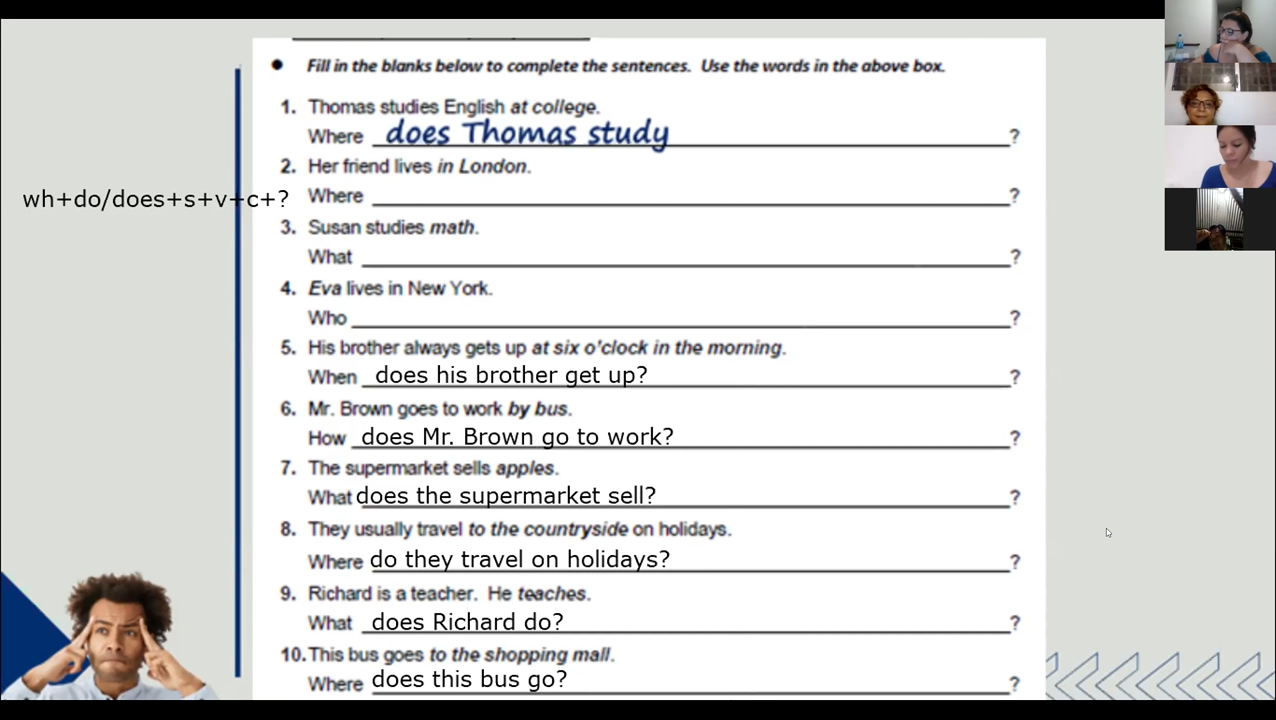 Fill in the blanks below to complete the sentences. Use the words in the above box.
1. Thomas studies English at college.
Where does Thomas study ?
2. Her friend lives in London.
wh+do/does+s+v+c+?
Where ?
3. Susan studies math.
What ?
4. Eva lives in New York.
Who ?
5. His brother always gets up at six o'clock in the morning.
When does his brother get up? ?
6. Mr. Brown goes to work by bus.
How does Mr. Brown go to work? ?
7. The supermarket sells apples.
What does the supermarket sell? ?
8. They usually travel to the countryside on holidays.
Where do they travel on holidays? ?
9. Richard is a teacher. He teaches.
What does Richard do? ?
10. This bus goes to the shopping mall.
Where does this bus go? ?